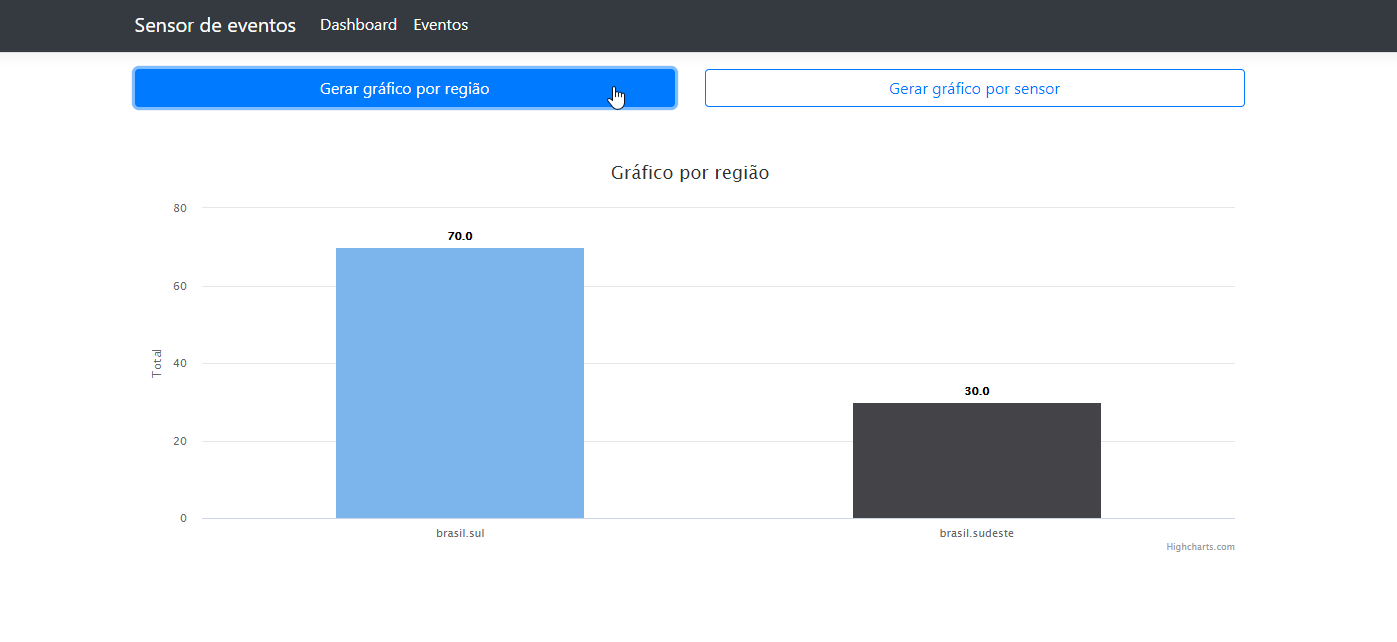 Sensor de eventos Dashboard Eventos
Gerar gráfico por região Gerar gráfico por sensor
Gráfico por região
80
70.0
60
Total
40
30.0
20
0
brasil.sul brasil.sudeste
Highcharts.com